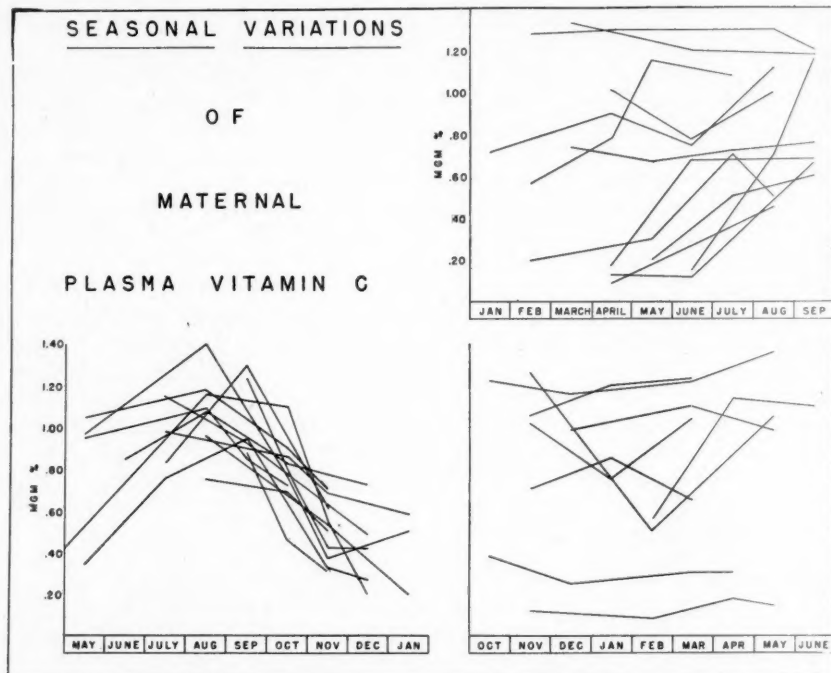 SEASONAL VARIATIONS
OF
MATERNAL
PLASMA VITAMIN C
1.20
1.00
.80
.60
.40
.20
MGM %
JAN FEB MARCH APRIL MAY JUNE JULY AUG SEP
1.40
1.20
1.00
.80
.60
.40
.20
MGM %
MAY JUNE JULY AUG SEP OCT NOV DEC JAN
OCT NOV DEC JAN FEB MAR APR MAY JUNE